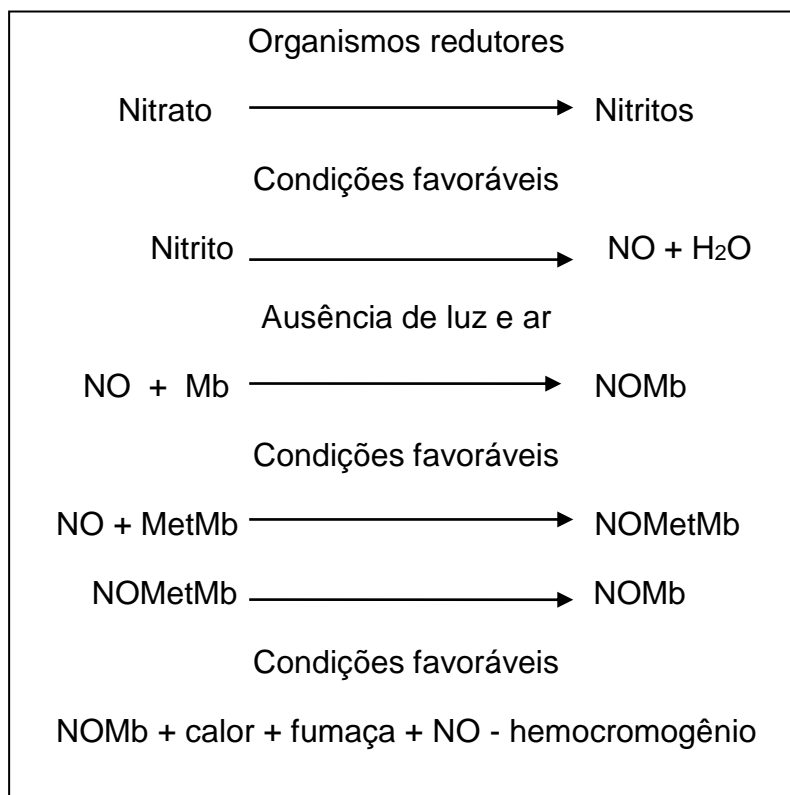 Organismos redutores
Nitrato Nitritos
Condições favoráveis
Nitrito NO + H₂O
Ausência de luz e ar
NO + Mb NOMb
Condições favoráveis
NO + MetMb NOMetMb
NOMetMb NOMb
Condições favoráveis
NOMb + calor + fumaça + NO - hemocromogênio